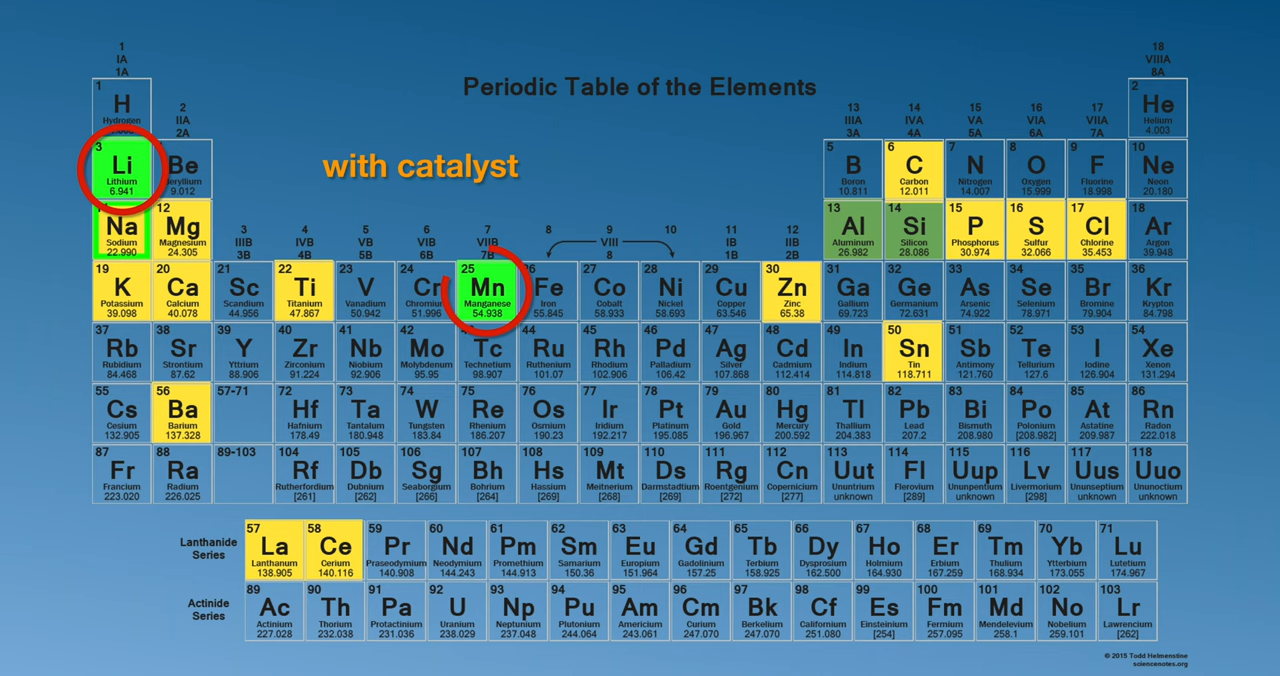 1
IA
1A
18
VIIIA
8A
Periodic Table of the Elements
1
H
Hydrogen
2
IIA
2A
13
IIIA
3A
14
IVA
4A
15
VA
5A
16
VIA
6A
17
VIIA
7A
2
He
Helium
4.003
3
Li
Lithium
6.941
Be
9.012
with catalyst
5
B
Boron
10.811
6
C
Carbon
12.011
7
N
Nitrogen
14.007
8
O
Oxygen
15.999
9
F
Fluorine
18.998
10
Ne
Neon
20.180
Na
Sodium
22.990
12
Mg
Magnesium
24.305
3
IIIB
3B
4
IVB
4B
5
VB
5B
6
VIB
6B
7
VIIB
7B
8
9
10
VIII
8
11
IB
1B
12
IIB
2B
13
Al
Aluminum
26.982
14
Si
Silicon
28.086
15
P
Phosphorus
30.974
16
S
Sulfur
32.066
17
Cl
Chlorine
35.453
18
Ar
Argon
39.948
19
K
Potassium
39.098
20
Ca
Calcium
40.078
21
Sc
Scandium
44.956
22
Ti
Titanium
47.867
23
V
Vanadium
50.942
24
Cr
51.996
25
Mn
Manganese
54.938
26
Fe
Iron
55.845
27
Co
Cobalt
58.933
28
Ni
Nickel
58.693
29
Cu
Copper
63.546
30
Zn
Zinc
65.38
31
Ga
Gallium
69.723
32
Ge
Germanium
72.631
33
As
Arsenic
74.922
34
Se
Selenium
78.971
35
Br
Bromine
79.904
36
Kr
Krypton
84.798
37
Rb
Rubidium
84.468
38
Sr
Strontium
87.62
39
Y
Yttrium
88.906
40
Zr
Zirconium
91.224
41
Nb
Niobium
92.906
42
Mo
Molybdenum
95.95
Tc
Technetium
98.907
44
Ru
Ruthenium
101.07
45
Rh
Rhodium
102.906
46
Pd
Palladium
106.42
47
Ag
Silver
107.868
48
Cd
Cadmium
112.414
49
In
Indium
114.818
50
Sn
Tin
118.711
51
Sb
Antimony
121.760
52
Te
Tellurium
127.6
53
I
Iodine
126.904
54
Xe
Xenon
131.294
55
Cs
Cesium
132.905
56
Ba
Barium
137.328
57-71
72
Hf
Hafnium
178.49
73
Ta
Tantalum
180.948
74
W
Tungsten
183.84
75
Re
Rhenium
186.207
76
Os
Osmium
190.23
77
Ir
Iridium
192.217
78
Pt
Platinum
195.085
79
Au
Gold
196.967
80
Hg
Mercury
200.592
81
Tl
Thallium
204.383
82
Pb
Lead
207.2
83
Bi
Bismuth
208.980
84
Po
Polonium
[208.982]
85
At
Astatine
209.987
86
Rn
Radon
222.018
87
Fr
Francium
223.020
88
Ra
Radium
226.025
89-103
104
Rf
Rutherfordium
[261]
105
Db
Dubnium
[262]
106
Sg
Seaborgium
[266]
107
Bh
Bohrium
[264]
108
Hs
Hassium
[269]
109
Mt
Meitnerium
[268]
110
Ds
Darmstadtium
[269]
111
Rg
Roentgenium
[272]
112
Cn
Copernicium
[277]
113
Uut
Ununtrium
unknown
114
Fl
Flerovium
[289]
115
Uup
Ununpentium
unknown
116
Lv
Livermorium
[298]
117
Uus
Ununseptium
unknown
118
Uuo
Ununoctium
unknown
Lanthanide
Series
57
La
Lanthanum
138.905
58
Ce
Cerium
140.116
59
Pr
Praseodymium
140.908
60
Nd
Neodymium
144.243
61
Pm
Promethium
144.913
62
Sm
Samarium
150.36
63
Eu
Europium
151.964
64
Gd
Gadolinium
157.25
65
Tb
Terbium
158.925
66
Dy
Dysprosium
162.500
67
Ho
Holmium
164.930
68
Er
Erbium
167.259
69
Tm
Thulium
168.934
70
Yb
Ytterbium
173.055
71
Lu
Lutetium
174.967
Actinide
Series
89
Ac
Actinium
227.028
90
Th
Thorium
232.038
91
Pa
Protactinium
231.036
92
U
Uranium
238.029
93
Np
Neptunium
237.048
94
Pu
Plutonium
244.064
95
Am
Americium
243.061
96
Cm
Curium
247.070
97
Bk
Berkelium
247.070
98
Cf
Californium
251.080
99
Es
Einsteinium
[254]
100
Fm
Fermium
257.095
101
Md
Mendelevium
258.1
102
No
Nobelium
259.101
103
Lr
Lawrencium
[262]
© 2015 Todd Helmenstine
sciencenotes.org